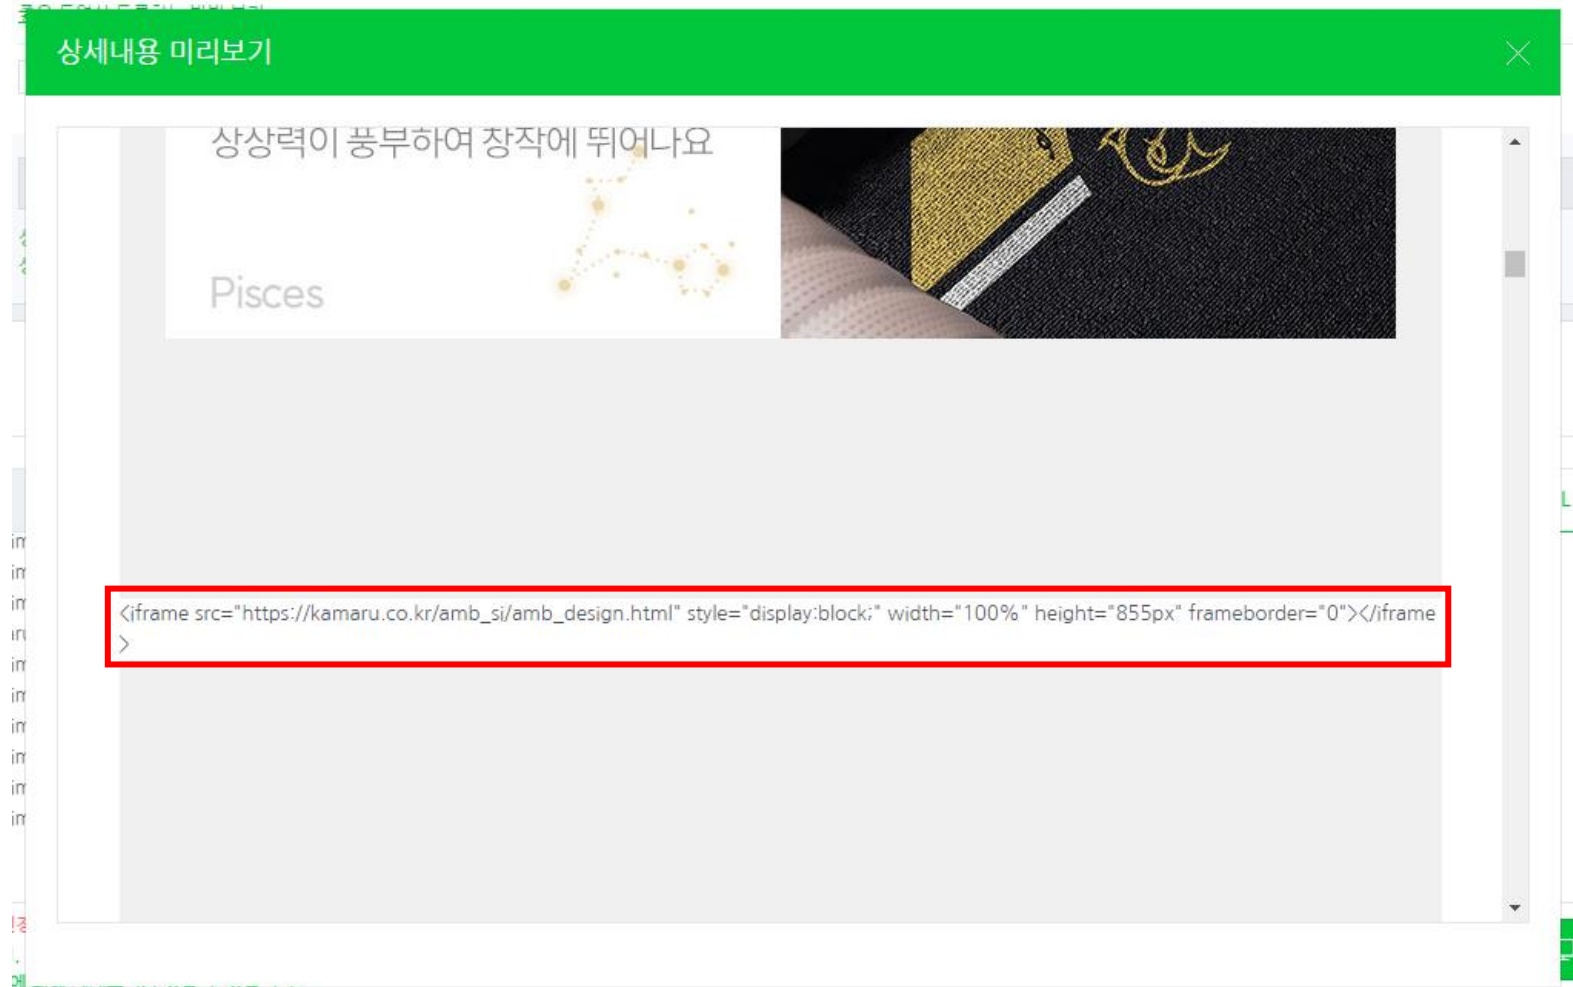 상세내용 미리보기
상상력이 풍부하여 창작에 뛰어나요
Pisces
<iframe src="https://kamaru.co.kr/amb_si/amb_design.html" style="display:block;" width="100%" height="855px" frameborder="0"></iframe
>